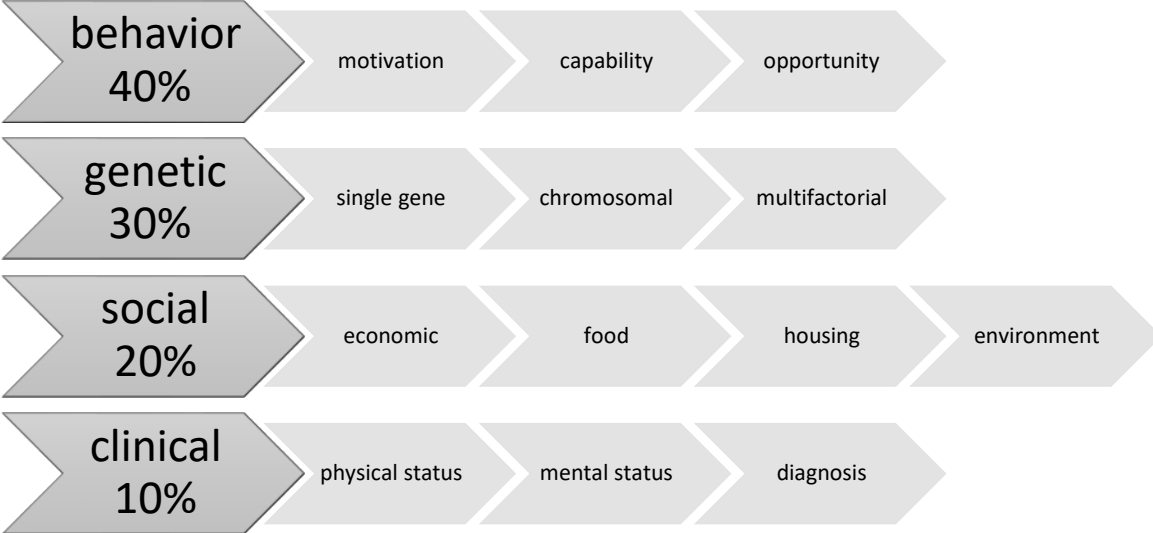 behavior
40%
motivation
capability
opportunity
genetic
30%
single gene
chromosomal
multifactorial
social
20%
economic
food
housing
environment
clinical
10%
physical status
mental status
diagnosis